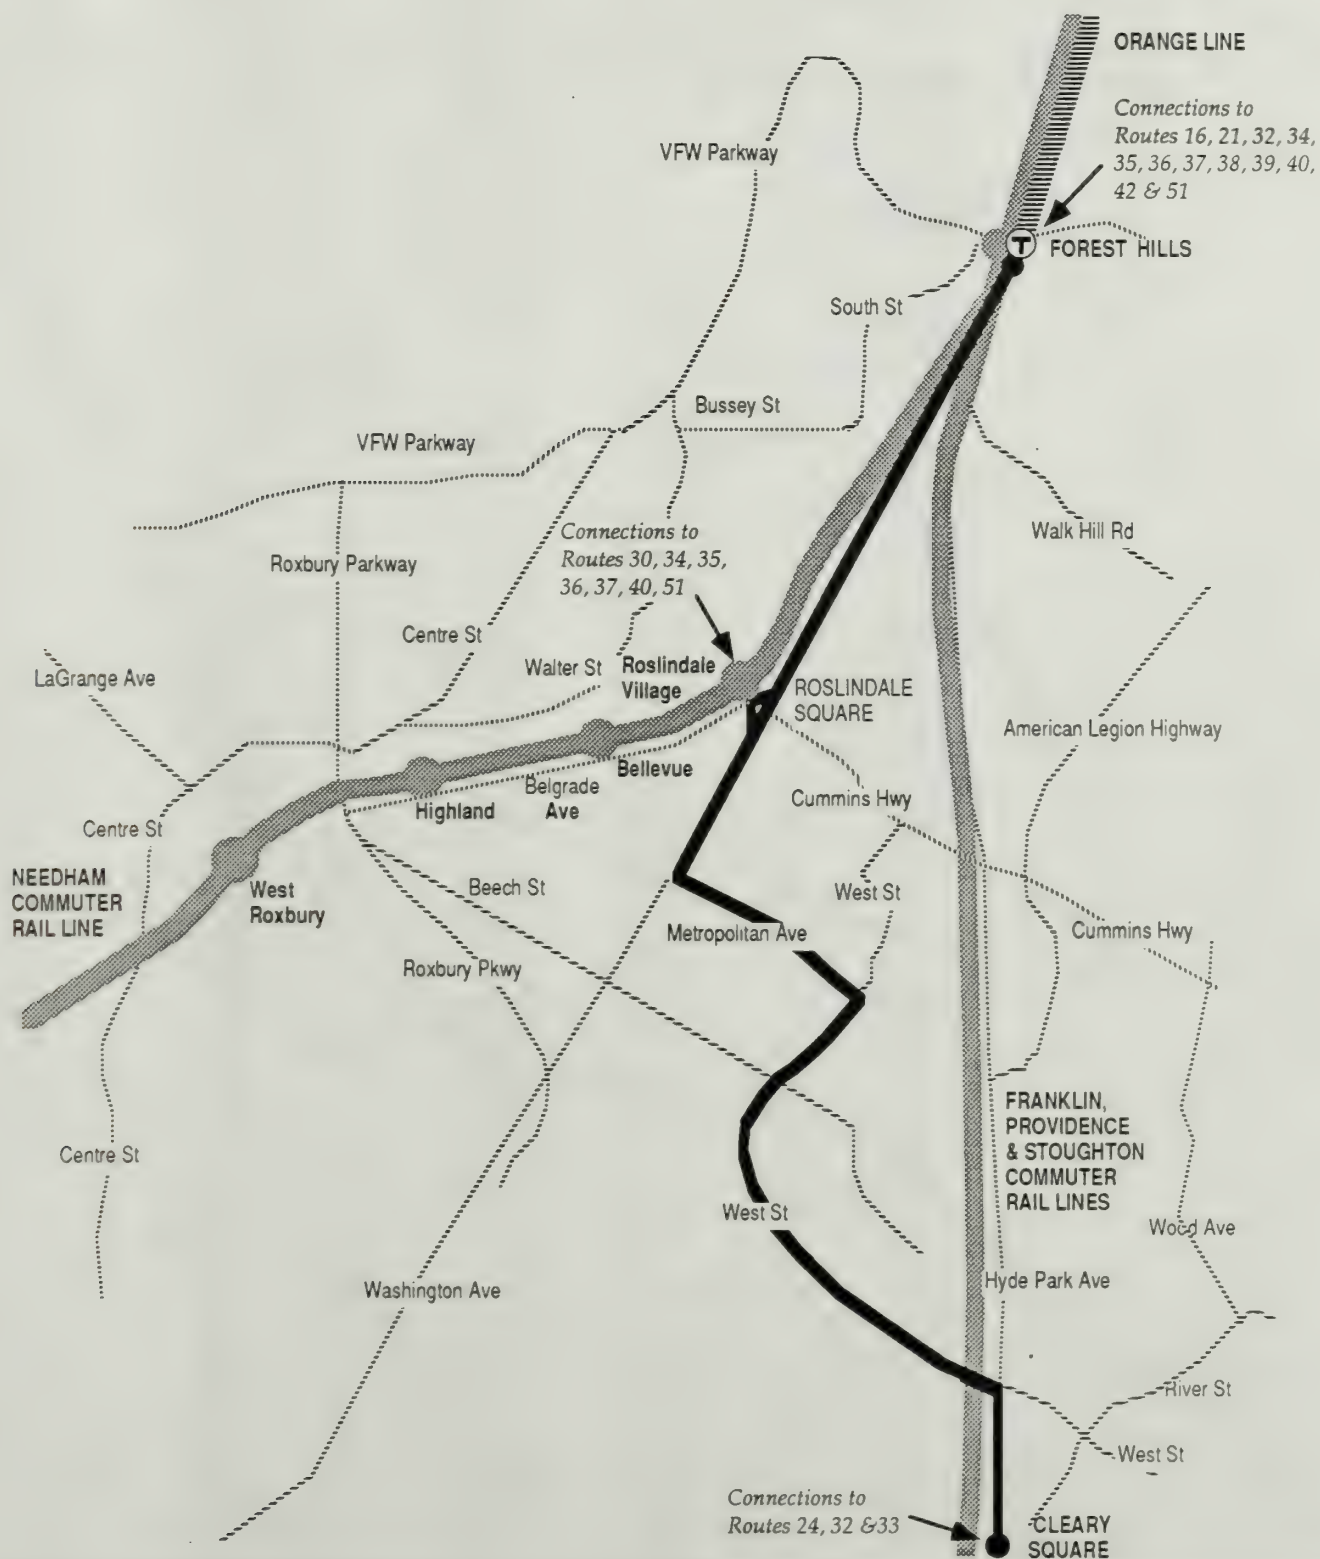 ORANGE LINE
Connections to
Routes 16, 21, 32, 34,
35, 36, 37, 38, 39, 40,
42 & 51
VFW Parkway
T
FOREST HILLS
South St
Bussey St
VFW Parkway
Connections to
Routes 30, 34, 35,
36, 37, 40, 51
Walk Hill Rd
Roxbury Parkway
Centre St
Walter St
Roslindale
Village
LaGrange Ave
ROSLINDALE
SQUARE
American Legion Highway
Bellevue
Belgrade
Ave
Highland
Cummins Hwy
Centre St
NEEDHAM
COMMUTER
RAIL LINE
West
Roxbury
Beech St
West St
Metropolitan Ave
Cummins Hwy
Roxbury Pkwy
FRANKLIN,
PROVIDENCE
& STOUGHTON
COMMUTER
RAIL LINES
Centre St
West St
Wood Ave
Washington Ave
Hyde Park Ave
River St
West St
Connections to
Routes 24, 32 &33
CLEARY
SQUARE